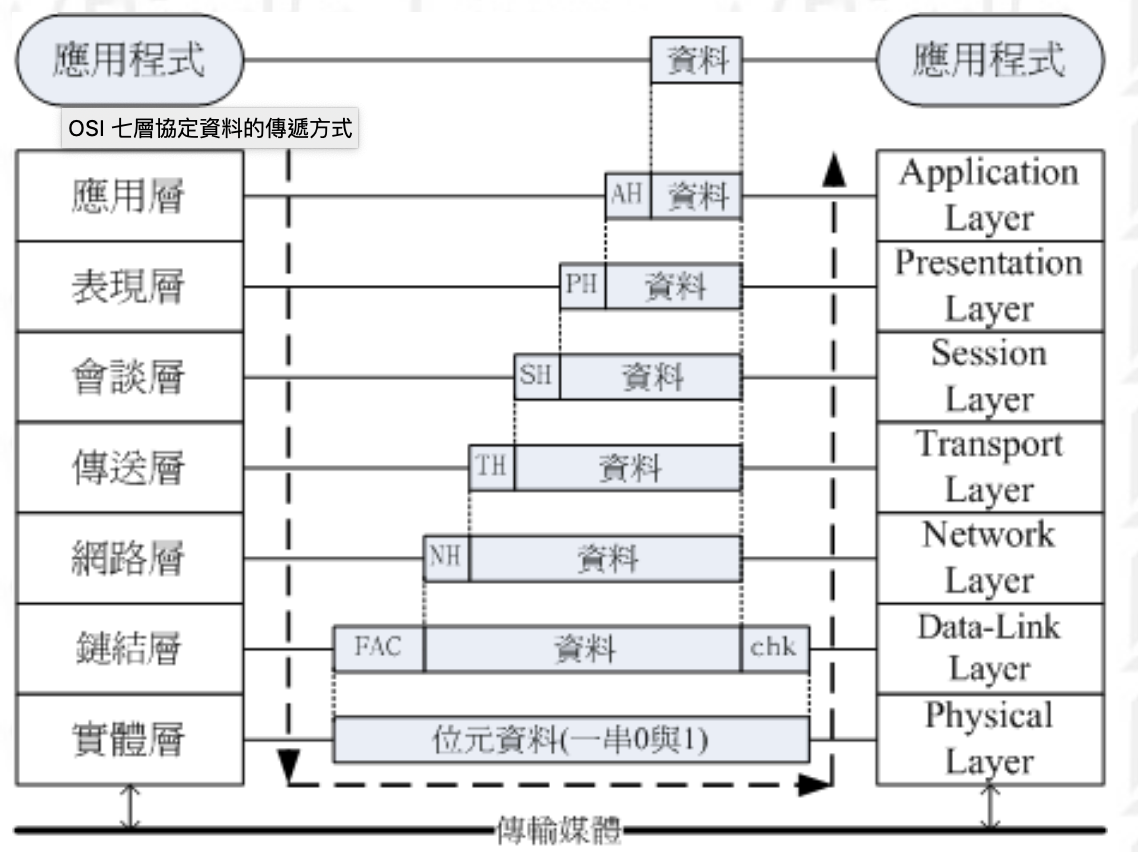 應用程式 資料 應用程式
OSI 七層協定資料的傳遞方式
應用層 AH 資料 Application Layer
表現層 PH 資料 Presentation Layer
會談層 SH 資料 Session Layer
傳送層 TH 資料 Transport Layer
網路層 NH 資料 Network Layer
鏈結層 FAC 資料 chk Data-Link Layer
實體層 位元資料(一串0與1) Physical Layer
傳輸媒體